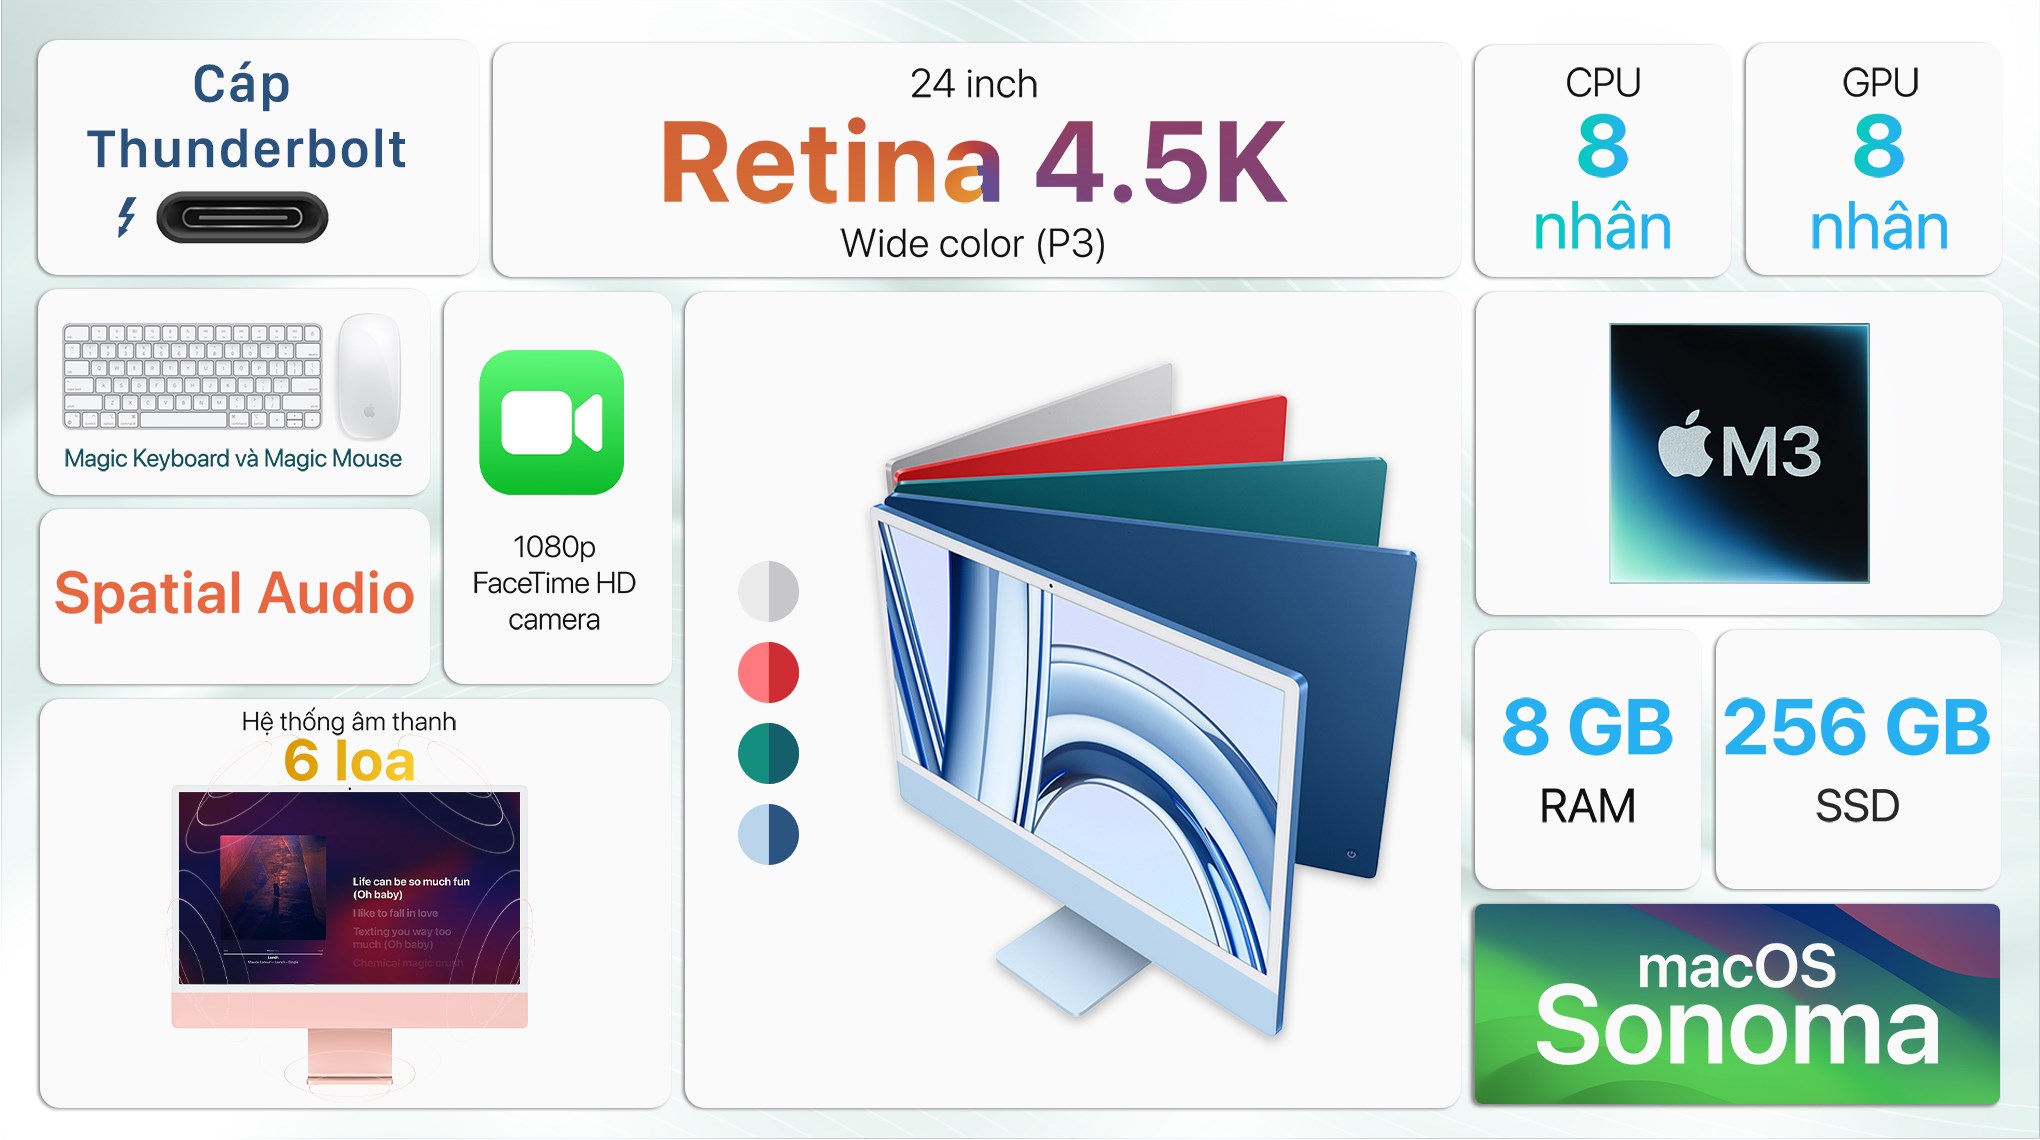 Cáp
Thunderbolt
24 inch
Retina 4.5K
Wide color (P3)
CPU
8
nhân
GPU
8
nhân
Magic Keyboard và Magic Mouse
1080p
FaceTime HD
camera
M3
Spatial Audio
8 GB
RAM
256 GB
SSD
Hệ thống âm thanh
6 loa
Life can be so much fun
(Oh baby)
I like to fall in love
Texting you way too
much (Oh baby)
Chemical magic crush
macOS
Sonoma